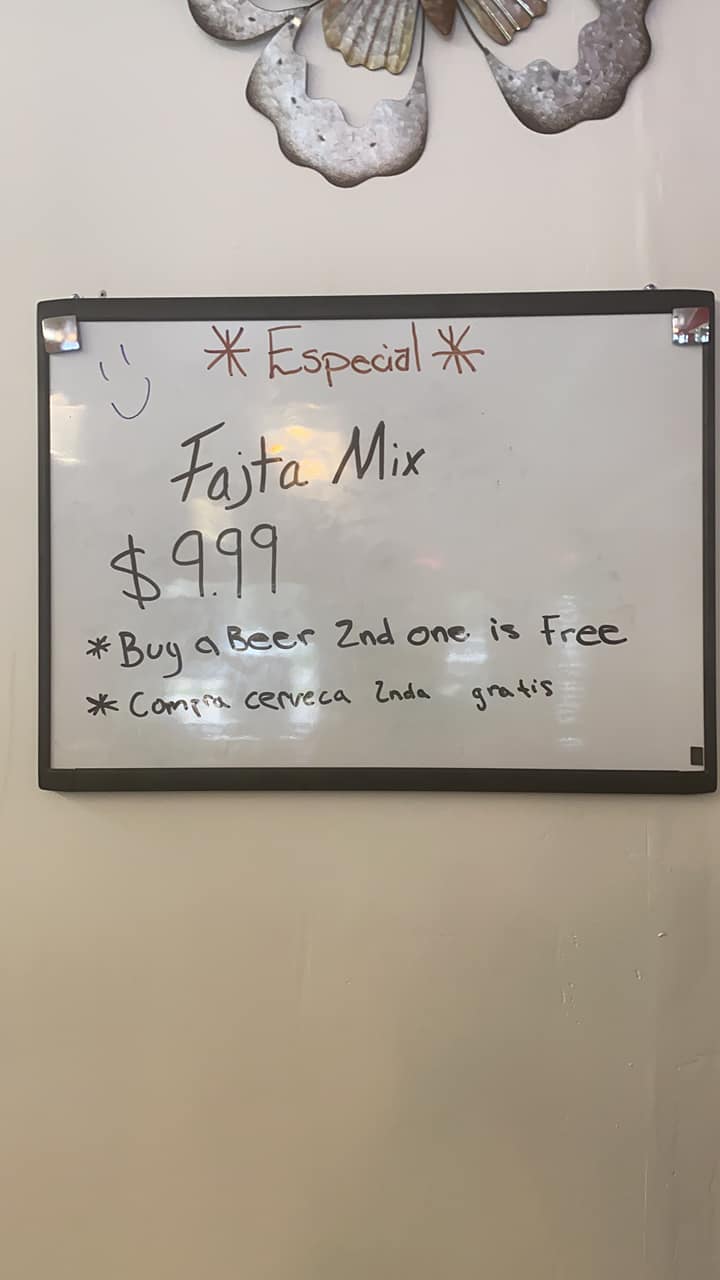 * Especial *
Fajta Mix
$9.99
* Buy a Beer 2nd one is Free
* Compra cerveca 2nda gratis